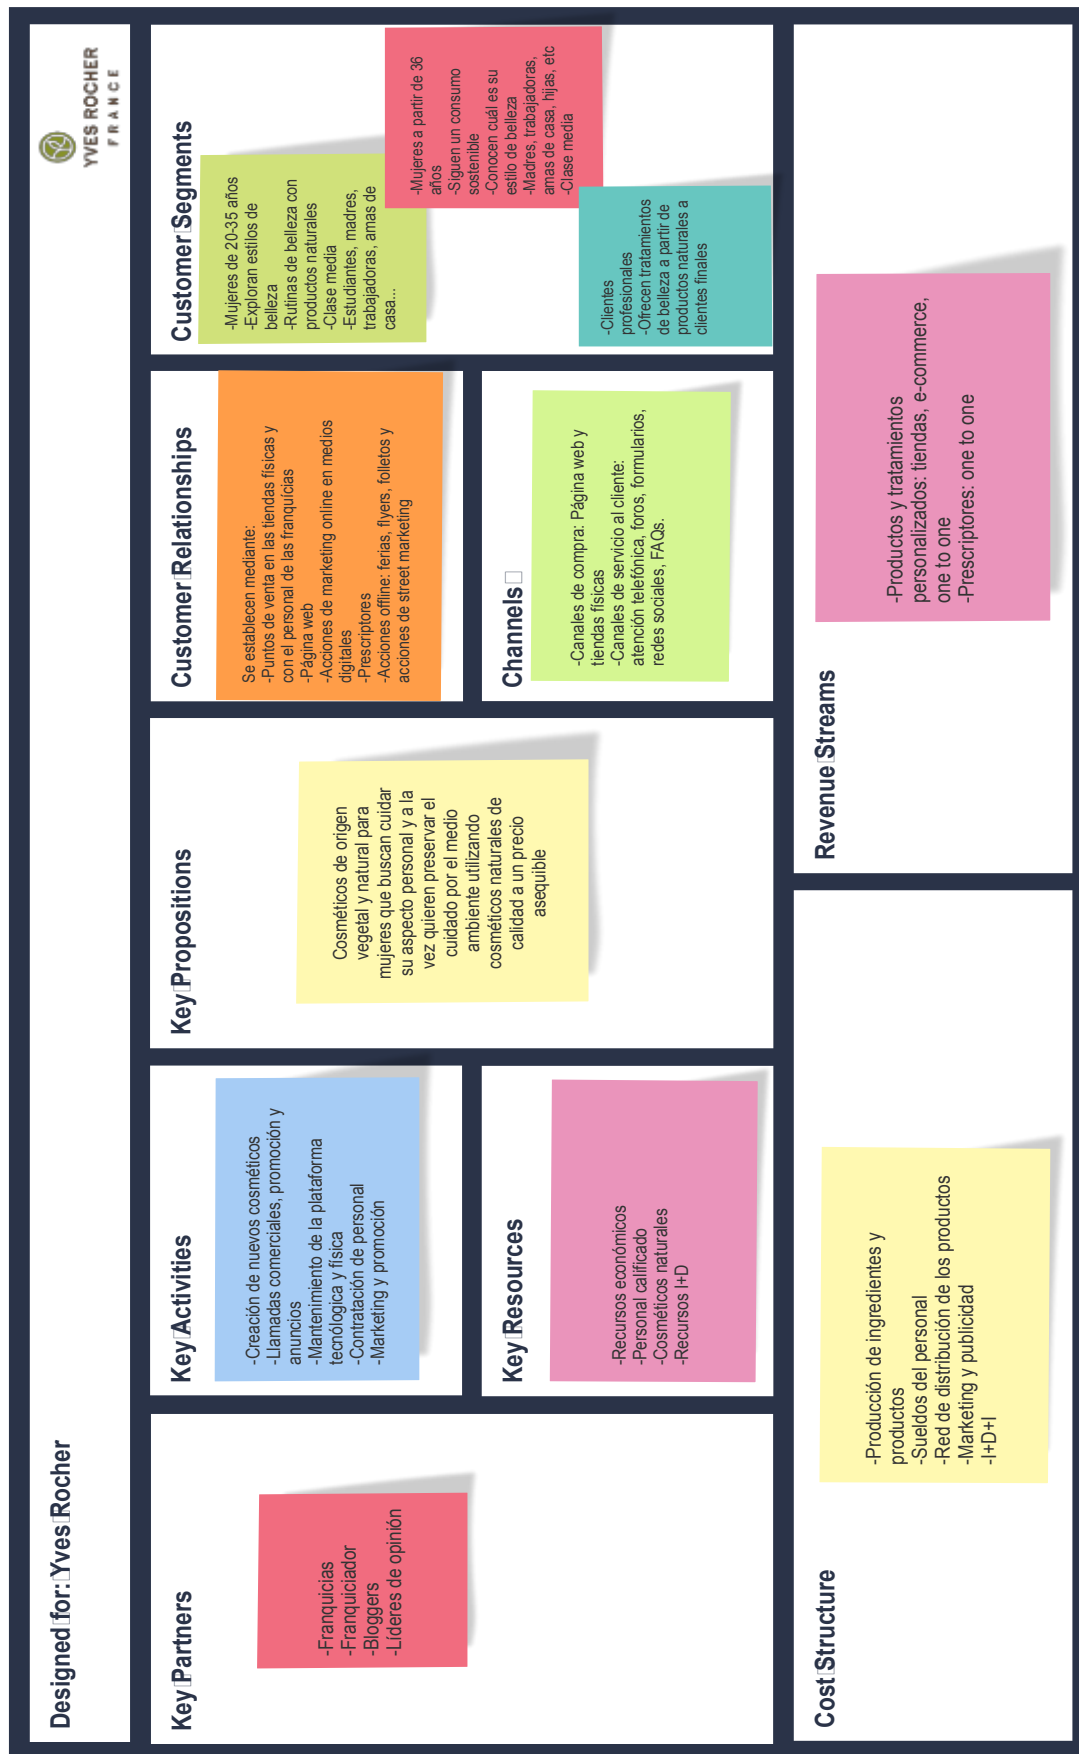 Designed for: Yves Rocher
YVES ROCHER
FRANCE
Key Partners
-Franquicias
-Franquiciador
-Bloggers
-Líderes de opinión
Key Activities
-Creación de nuevos cosméticos
-Llamadas comerciales, promoción y
anuncios
-Mantenimiento de la plataforma
tecnólogica y física
-Contratación de personal
-Marketing y promoción
Key Resources
-Recursos económicos
-Personal calificado
-Cosméticos naturales
-Recursos I+D
Key Propositions
Cosméticos de origen
vegetal y natural para
mujeres que buscan cuidar
su aspecto personal y a la
vez quieren preservar el
cuidado por el medio
ambiente utilizando
cosméticos naturales de
calidad a un precio
asequible
Customer Relationships
Se establecen mediante:
-Puntos de venta en las tiendas físicas y
con el personal de las franquicias
-Página web
-Acciones de marketing online en medios
digitales
-Prescriptores
-Acciones offline: ferias, flyers, folletos y
acciones de street marketing
Channels
-Canales de compra: Página web y
tiendas físicas
-Canales de servicio al cliente:
atención telefónica, foros, formularios,
redes sociales, FAQs.
Customer Segments
-Mujeres de 20-35 años
-Exploran estilos de
belleza
-Rutinas de belleza con
productos naturales
-Clase media
-Estudiantes, madres,
trabajadoras, amas de
casa...
-Mujeres a partir de 36
años
-Siguen un consumo
sostenible
-Conocen cuál es su
estilo de belleza
-Madres, trabajadoras,
amas de casa, hijas, etc
-Clase media
-Clientes
profesionales
-Ofrecen tratamientos
de belleza a partir de
productos naturales a
clientes finales
Cost Structure
-Producción de ingredientes y
productos
-Sueldos del personal
-Red de distribución de los productos
-Marketing y publicidad
-I+D+I
Revenue Streams
-Productos y tratamientos
personalizados: tiendas, e-commerce,
one to one
-Prescriptores: one to one